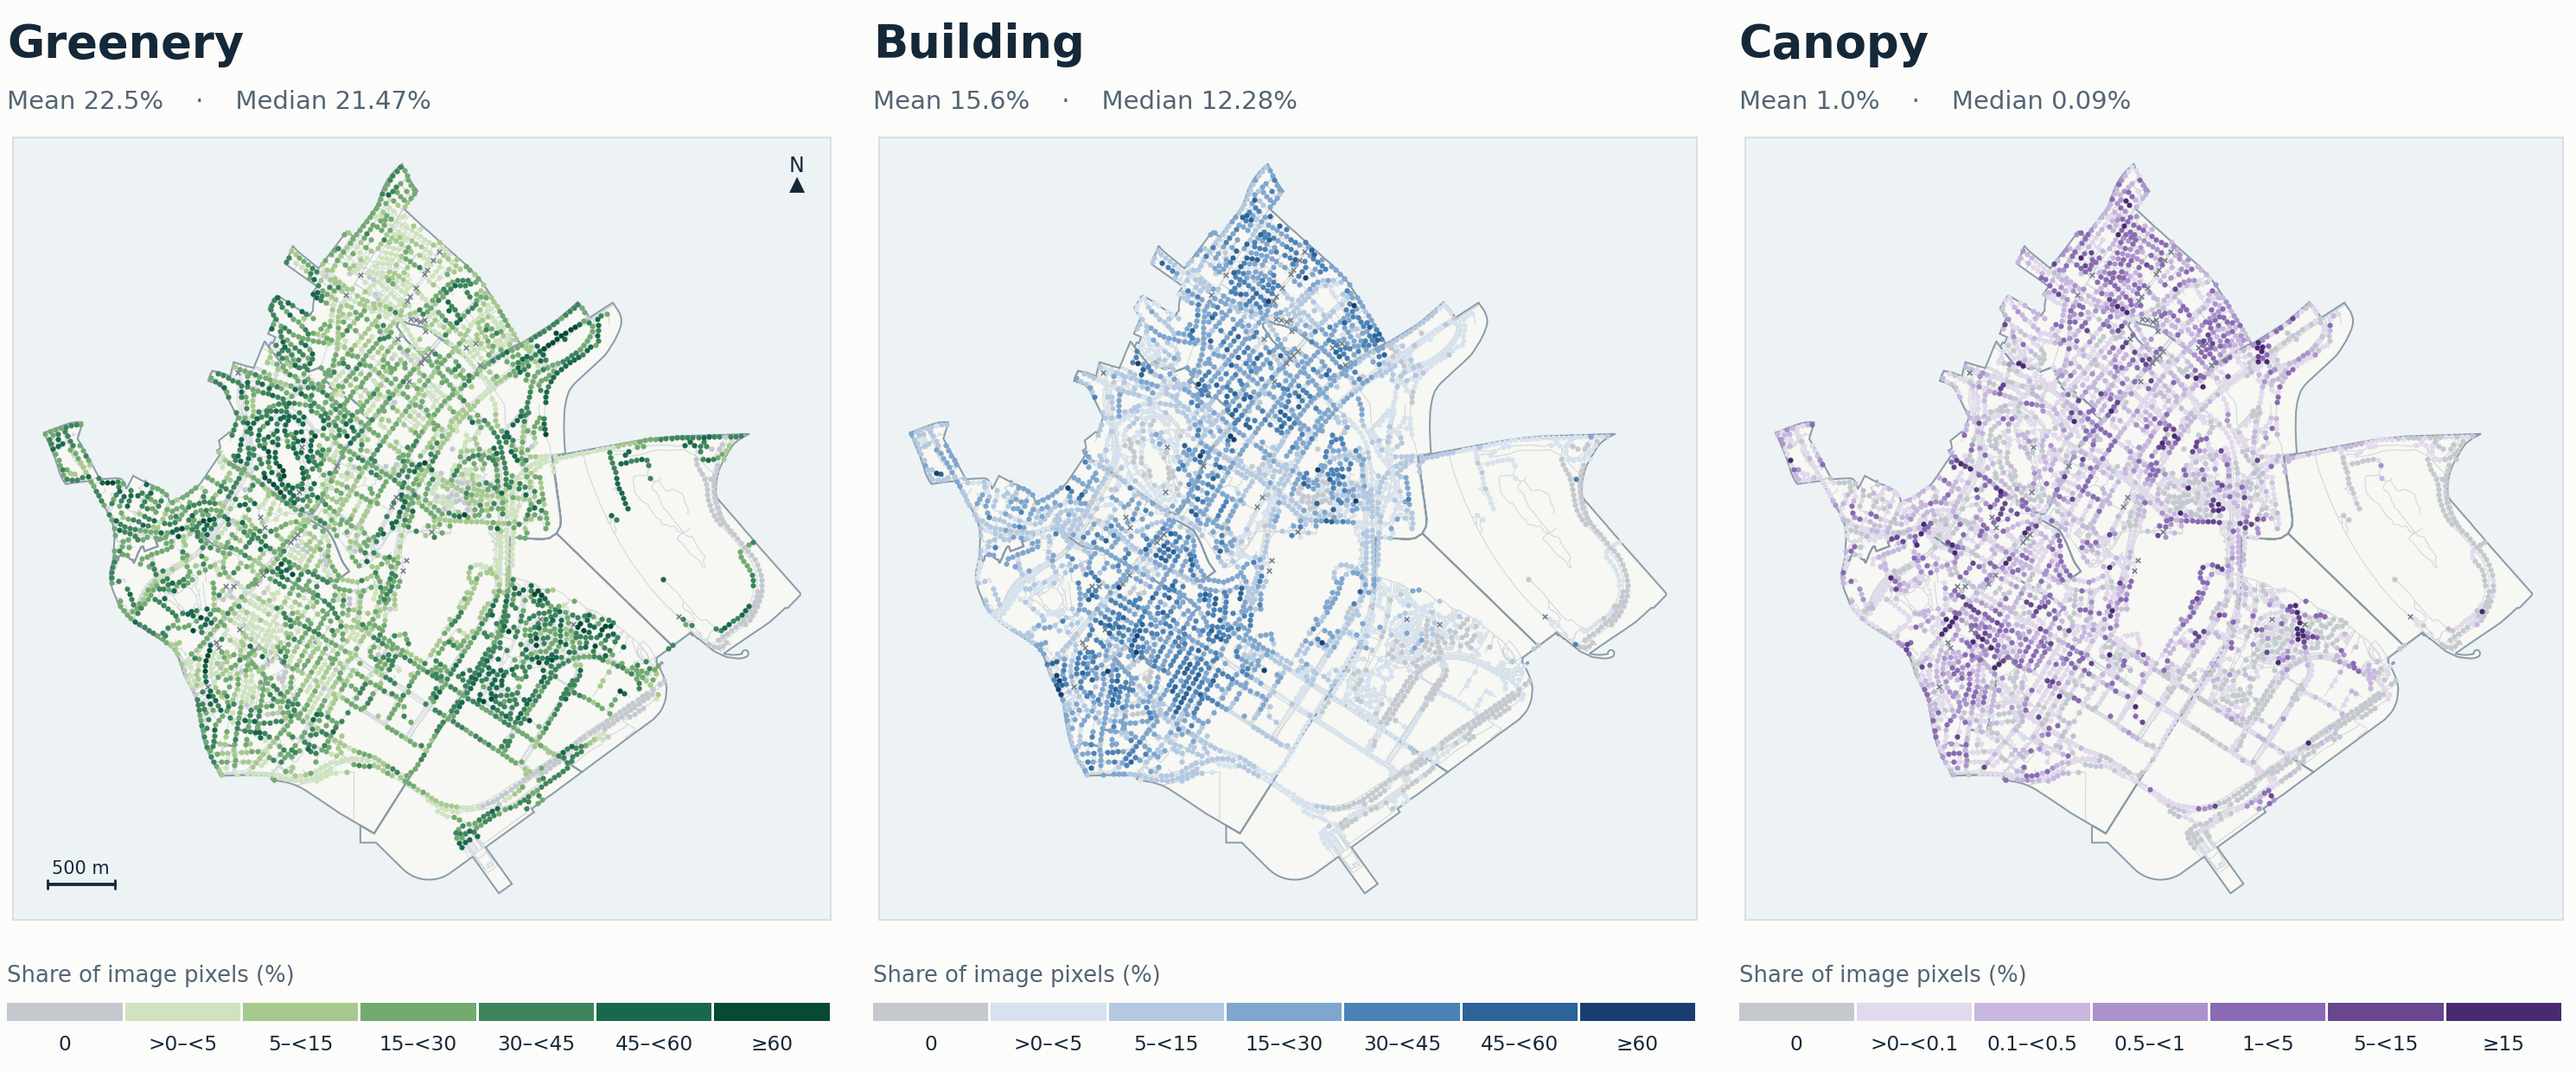 Greenery
Mean 22.5% · Median 21.47%
N
500 m
Share of image pixels (%)
0 >0–<5 5–<15 15–<30 30–<45 45–<60 ≥60
Building
Mean 15.6% · Median 12.28%
Share of image pixels (%)
0 >0–<5 5–<15 15–<30 30–<45 45–<60 ≥60
Canopy
Mean 1.0% · Median 0.09%
Share of image pixels (%)
0 >0–<0.1 0.1–<0.5 0.5–<1 1–<5 5–<15 ≥15